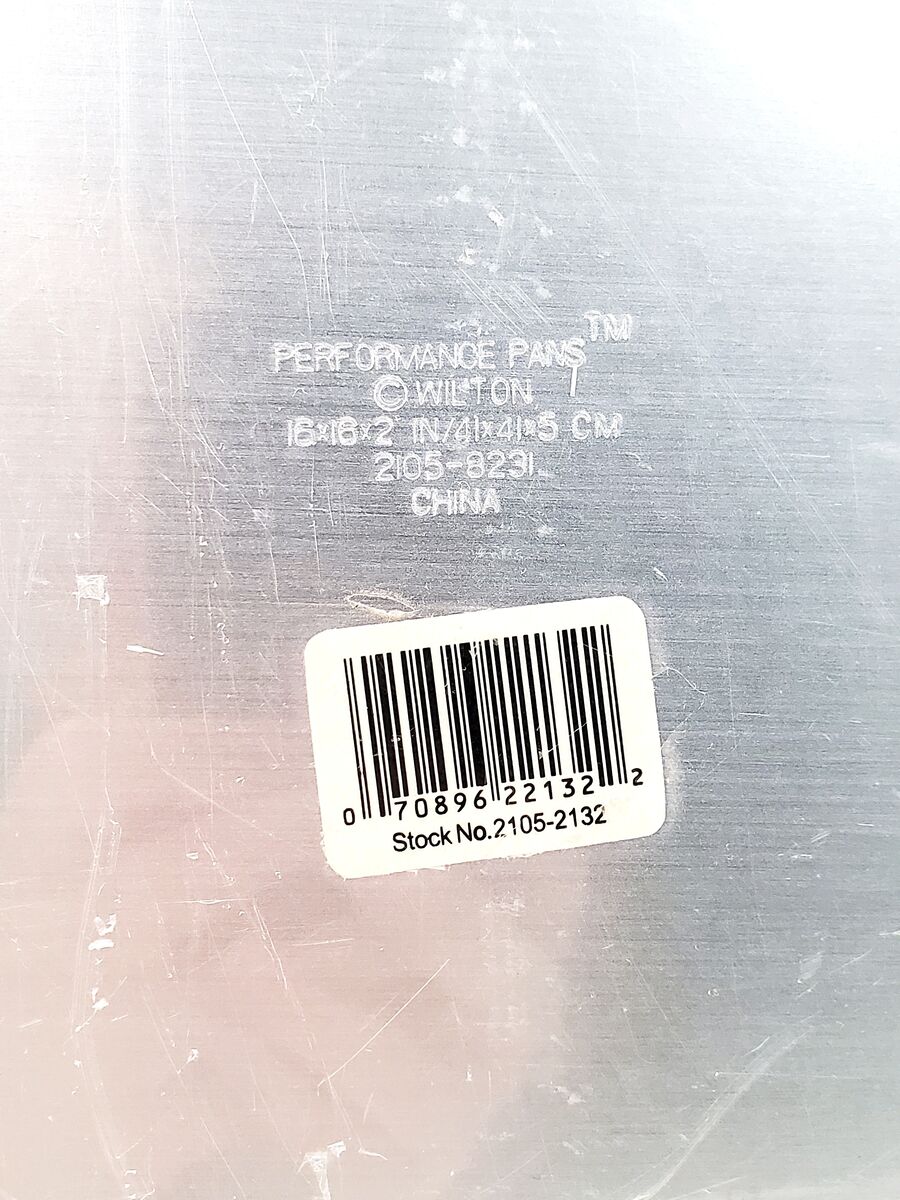 PERFORMANCE PANS™
© WILTON
16x16x2 IN/41x41x5 CM
2105-8231
CHINA
0 70896 22132 2
Stock No.2105-2132